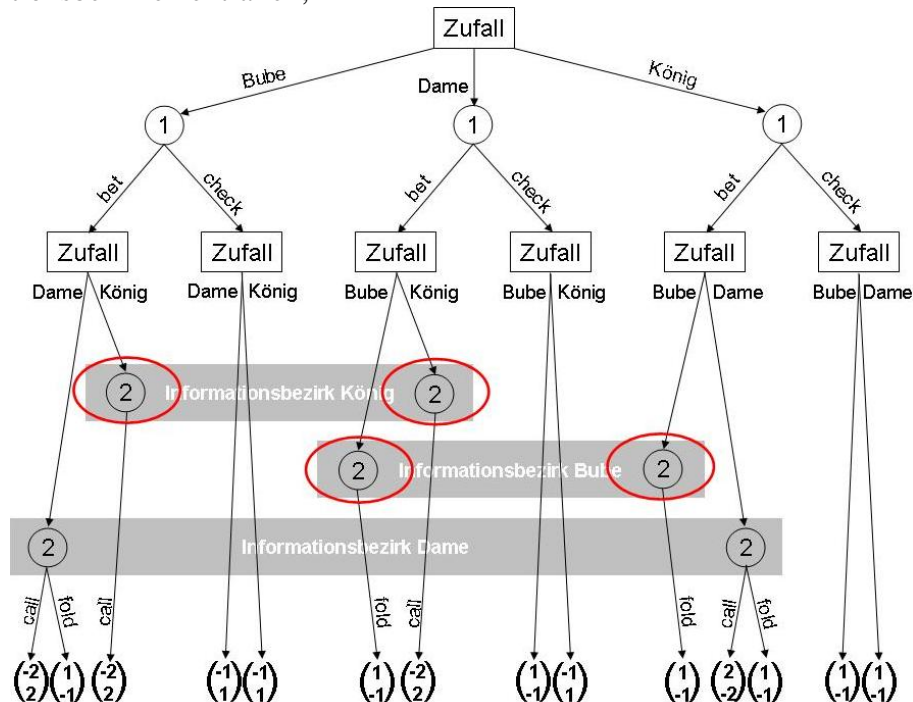 Zufall
Bube Dame König
1 1 1
bet check bet check bet check
Zufall Zufall Zufall Zufall Zufall Zufall
Dame König Dame König Bube König Bube König Bube Dame Bube Dame
2 Informationsbezirk König 2
2 Informationsbezirk Bube 2
2 Informationsbezirk Dame 2
call fold call fold call fold call fold
(-2 (1 (-2 (-1 (-1 (1 (-2 (1 (-1 (1 (2 (1 (1 (1
2) -1) 2) 1) 1) -1) 2) -1) 1) -1) -2) -1) -1) -1)